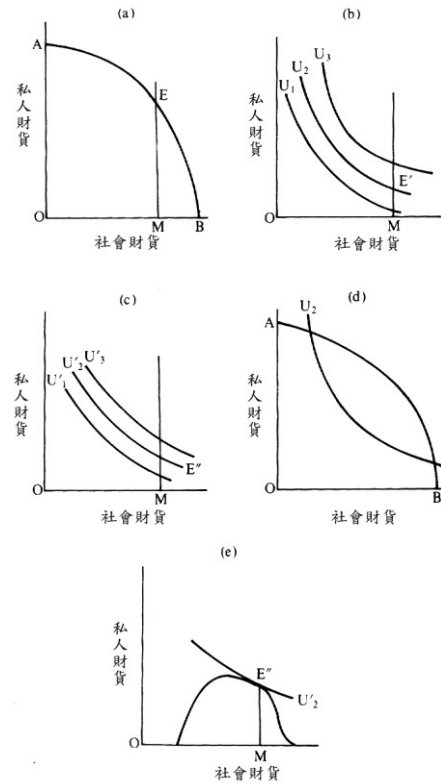 (a)
A
E
私人財貨
O
M
B
社會財貨
(b)
U₃
U₂
U₁
私人財貨
E′
O
M
社會財貨
(c)
U′₃
U′₂
U′₁
私人財貨
E″
O
M
社會財貨
(d)
U₂
A
私人財貨
O
B
社會財貨
(e)
私人財貨
E″
U′₂
O
M
社會財貨